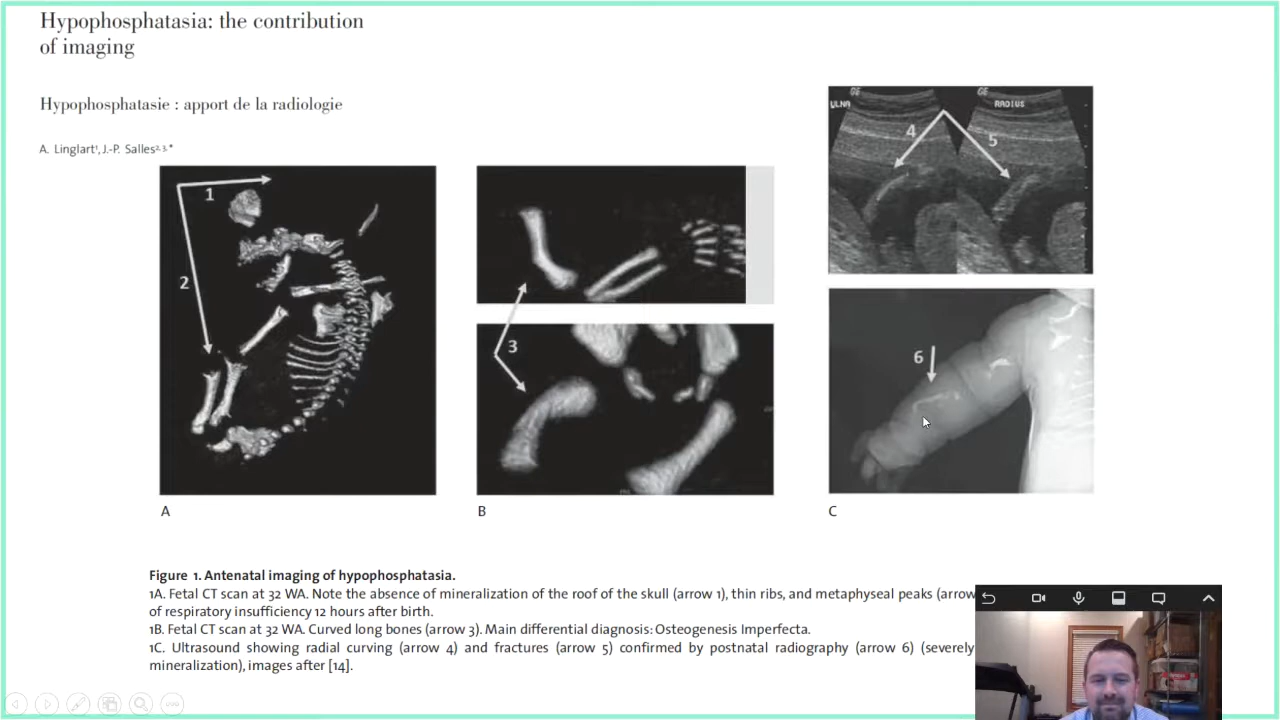 Hypophosphatasia: the contribution
of imaging
Hypophosphatasie : apport de la radiologie
A. Linglart¹, J.-P. Salles²,³,*
1
2
3
GE GE
ULNA RADIUS
4 5
6
A
B
C
Figure 1. Antenatal imaging of hypophosphatasia.
1A. Fetal CT scan at 32 WA. Note the absence of mineralization of the roof of the skull (arrow 1), thin ribs, and metaphyseal peaks (arrow
of respiratory insufficiency 12 hours after birth.
1B. Fetal CT scan at 32 WA. Curved long bones (arrow 3). Main differential diagnosis: Osteogenesis Imperfecta.
1C. Ultrasound showing radial curving (arrow 4) and fractures (arrow 5) confirmed by postnatal radiography (arrow 6) (severely
mineralization), images after [14].